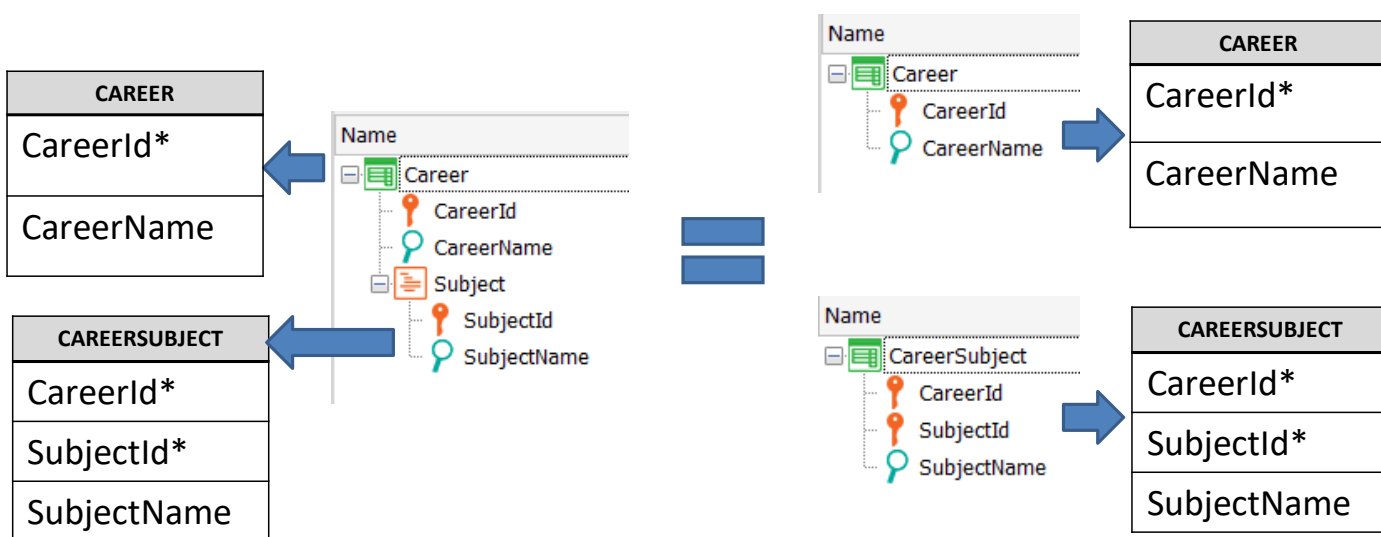 CAREER
CareerId*
CareerName
CAREERSUBJECT
CareerId*
SubjectId*
SubjectName
Name
Career
CareerId
CareerName
Subject
SubjectId
SubjectName
Name
Career
CareerId
CareerName
CAREER
CareerId*
CareerName
Name
CareerSubject
CareerId
SubjectId
SubjectName
CAREERSUBJECT
CareerId*
SubjectId*
SubjectName